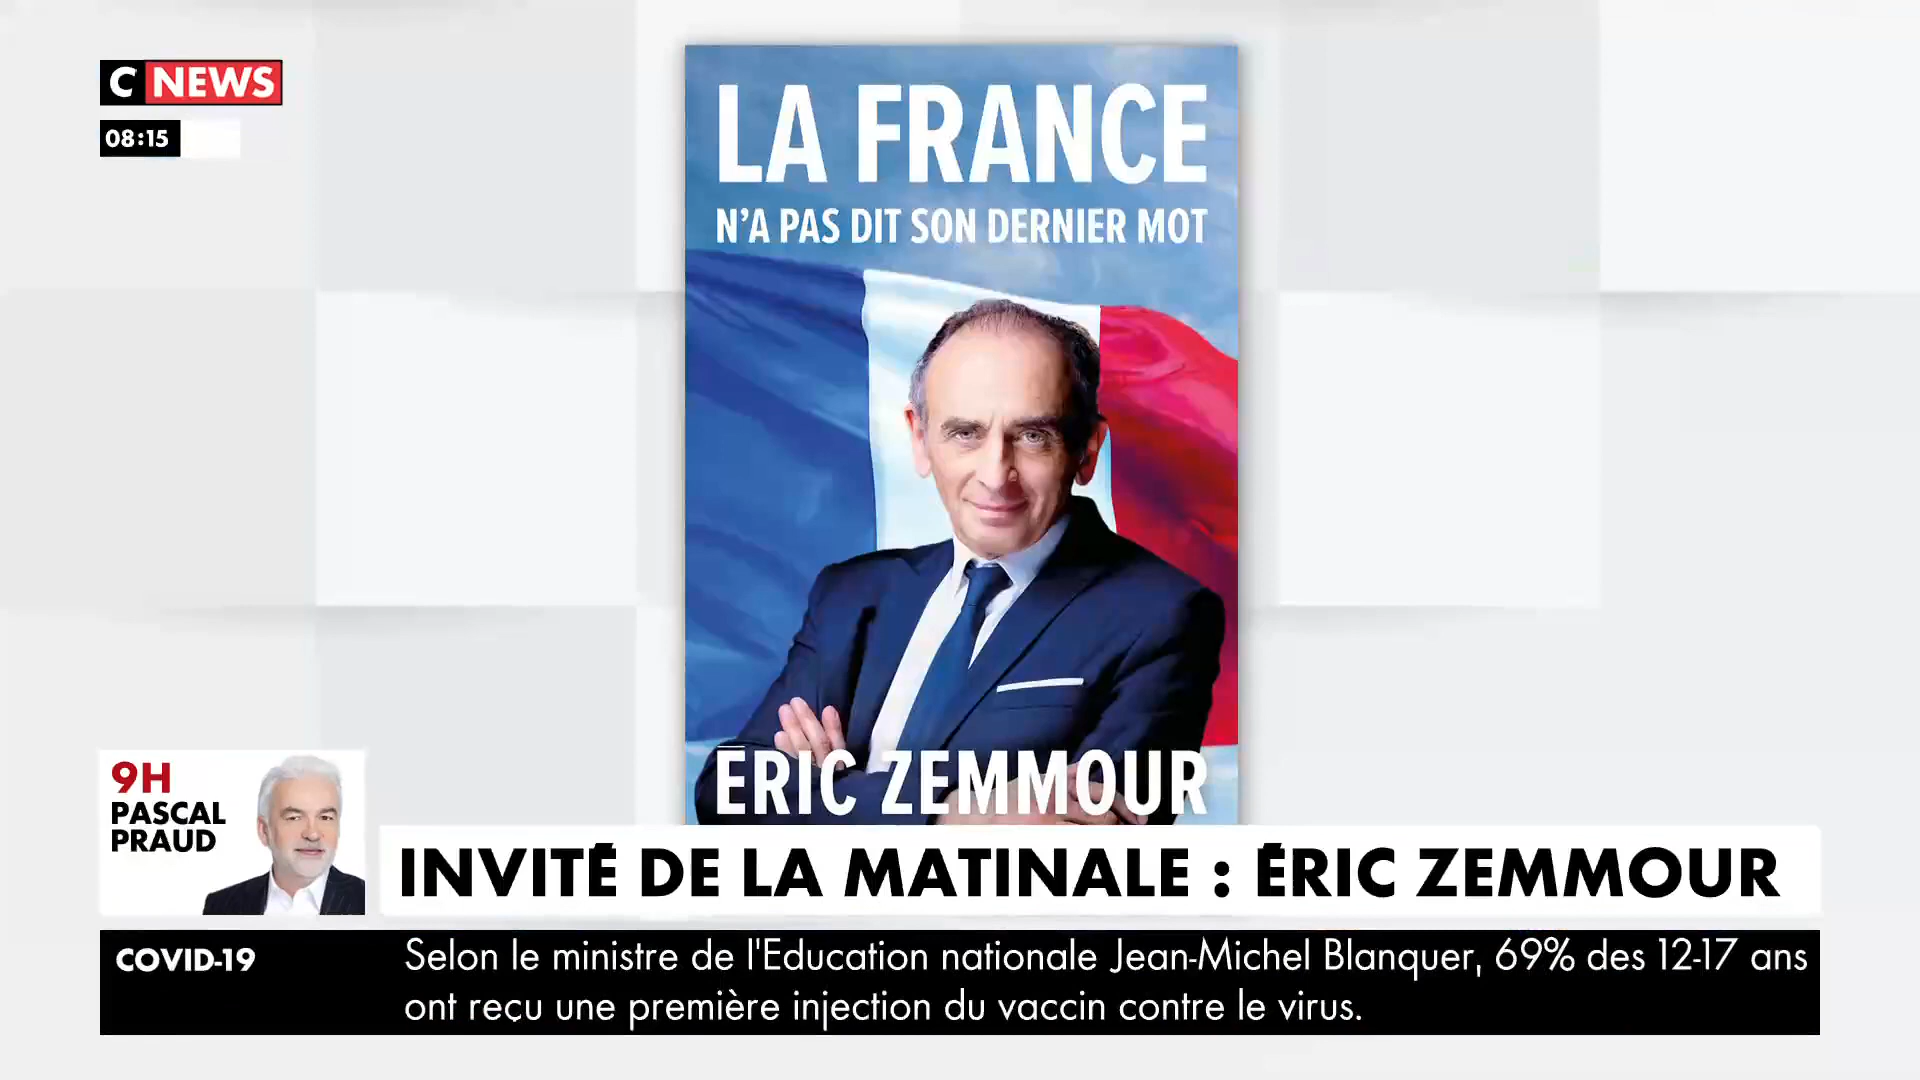 C NEWS
08:15
LA FRANCE
N'A PAS DIT SON DERNIER MOT
ÉRIC ZEMMOUR
9H
PASCAL
PRAUD
INVITÉ DE LA MATINALE : ÉRIC ZEMMOUR
COVID-19
Selon le ministre de l'Education nationale Jean-Michel Blanquer, 69% des 12-17 ans
ont reçu une première injection du vaccin contre le virus.